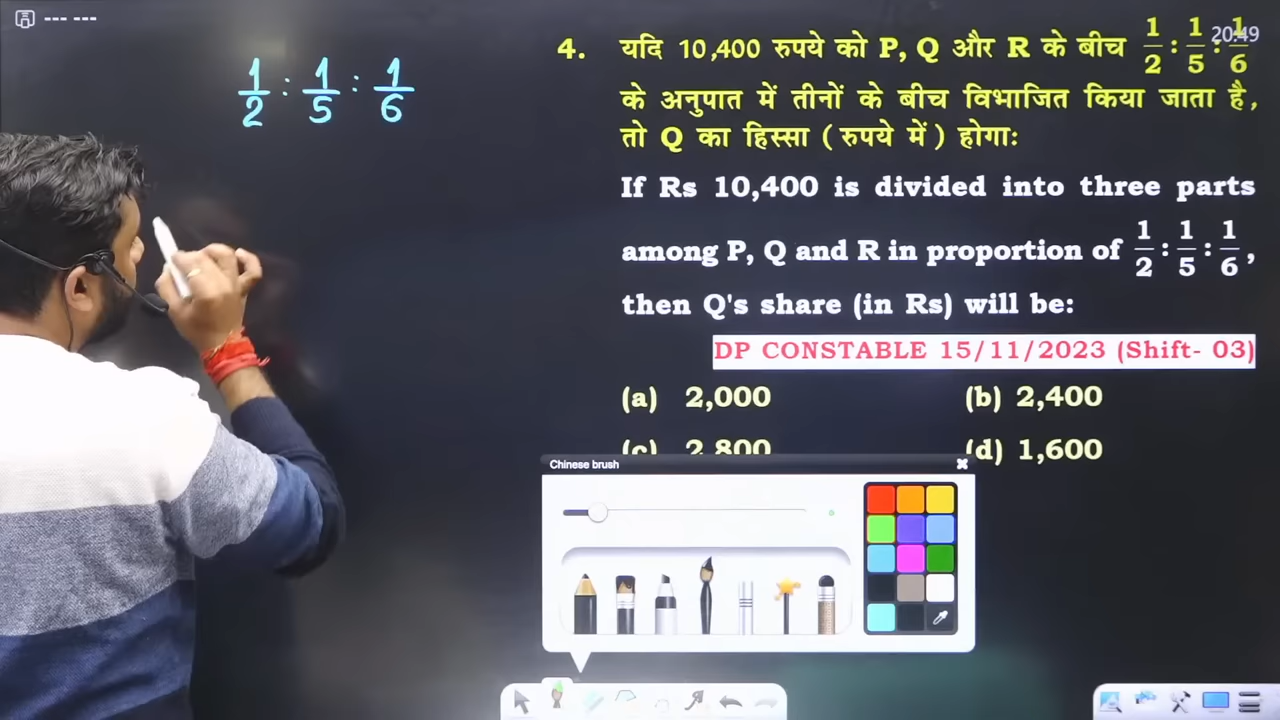 1/2 : 1/5 : 1/6
20:49
4. यदि 10,400 रुपये को P, Q और R के बीच 1/2 : 1/5 : 1/6
के अनुपात में तीनों के बीच विभाजित किया जाता है,
तो Q का हिस्सा ( रुपये में ) होगाः
If Rs 10,400 is divided into three parts
among P, Q and R in proportion of 1/2 : 1/5 : 1/6 ,
then Q's share (in Rs) will be:
DP CONSTABLE 15/11/2023 (Shift- 03)
(a) 2,000 (b) 2,400
(c) 2,800 (d) 1,600
Chinese brush